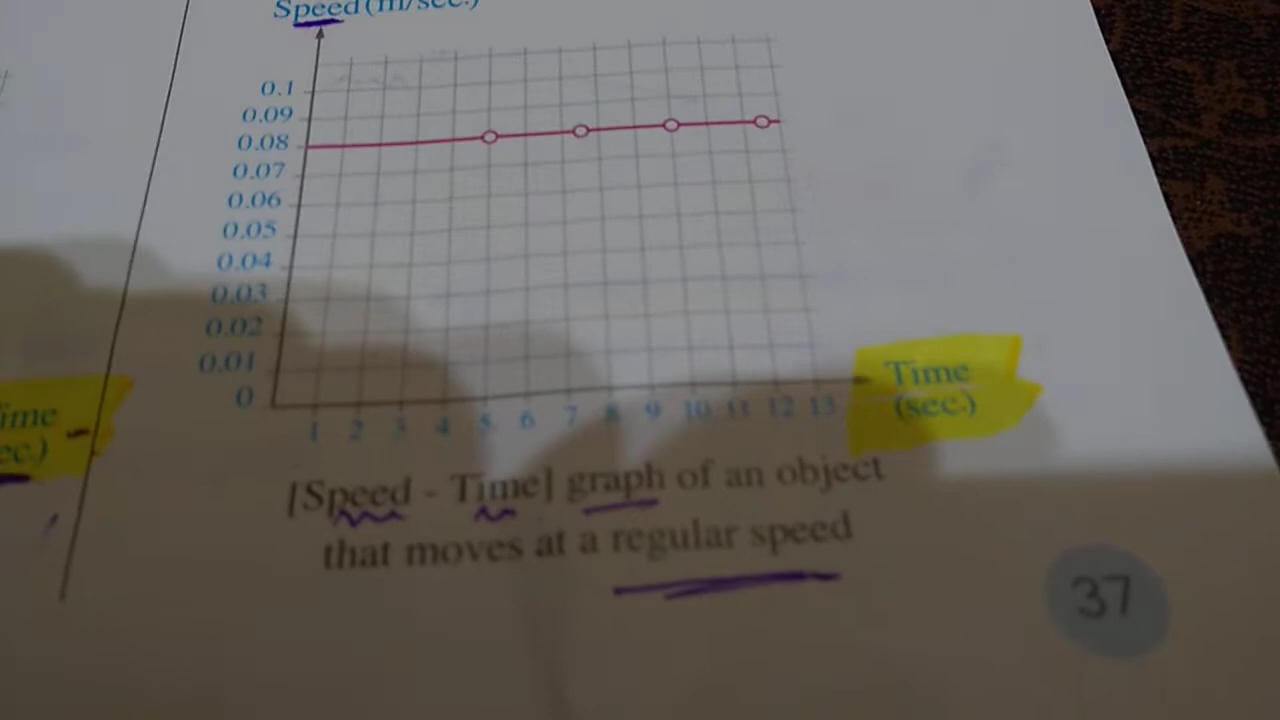 Speed (m/sec.)
0.1
0.09
0.08
0.07
0.06
0.05
0.04
0.03
0.02
0.01
0
1 2 3 4 5 6 7 8 9 10 11 12 13
Time
(sec.)
[Speed - Time] graph of an object
that moves at a regular speed
37